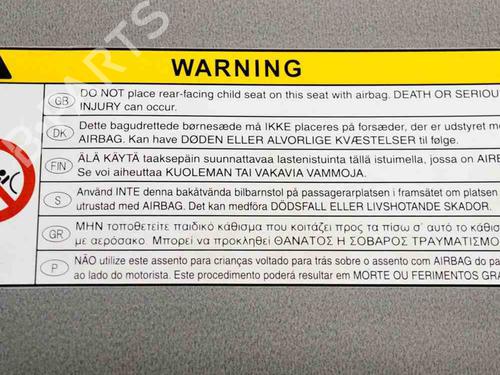 WARNING
GB DO NOT place rear-facing child seat on this seat with airbag. DEATH OR SERIOU
INJURY can occur.
DK Dette bagudrettede børnesæde må IKKE placeres på forsæder, der er udstyret me
AIRBAG. Kan have DØDEN ELLER ALVORLIGE KVÆSTELSER til følge.
FIN ÄLÄ KÄYTÄ taaksepäin suunnattavaa lastenistuinta tällä istuimella, jossa on AIRE
Se voi aiheuttaa KUOLEMAN TAI VAKAVIA VAMMOJA.
S Använd INTE denna bakåtvända bilbarnstol på passagerarplatsen i framsätet om platsen
utrustad med AIRBAG. Det kan medföra DÖDSFALL ELLER LIVSHOTANDE SKADOR.
GR ΜΗΝ τοποθετείτε παιδικό κάθισμα που κοιτάζει προς τα πίσω σ' αυτό το κάθισμ
με αερόσακο. Μπορεί να προκληθεί ΘΑΝΑΤΟΣ Η ΣΟΒΑΡΟΣ ΤΡΑΥΜΑΤΙΣΜΟ
P NÃO utilize este assento para crianças voltado para trás sobre o assento com AIRBAG do pa
ao lado do motorista. Este procedimento poderá resultar em MORTE OU FERIMENTOS GRA